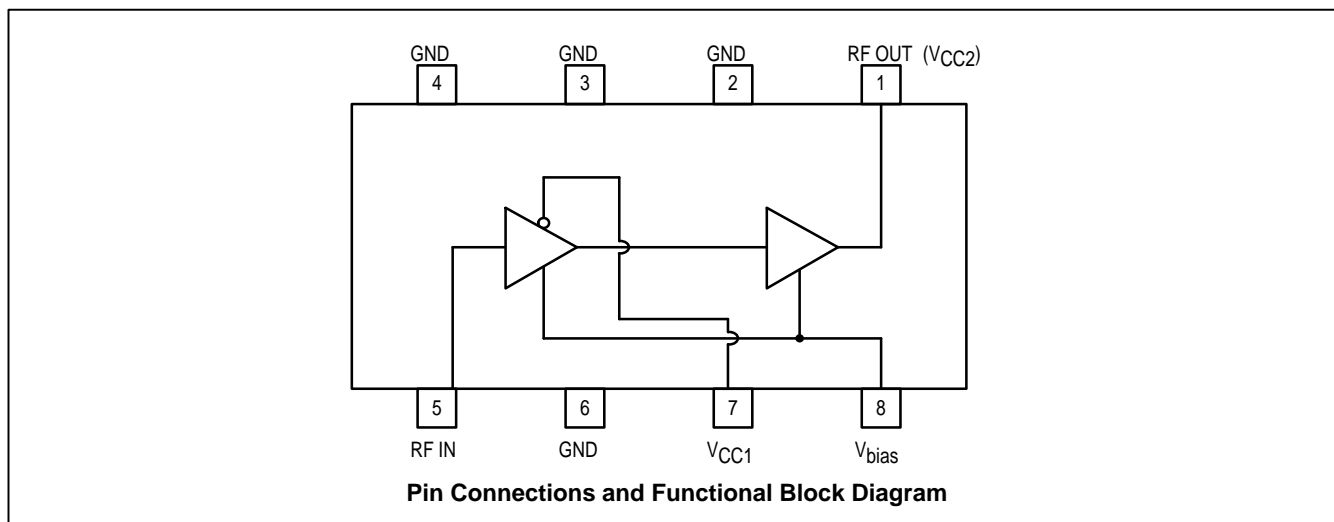 GND GND GND RF OUT (VCC2)
4 3 2 1
5 6 7 8
RF IN GND VCC1 Vbias
Pin Connections and Functional Block Diagram